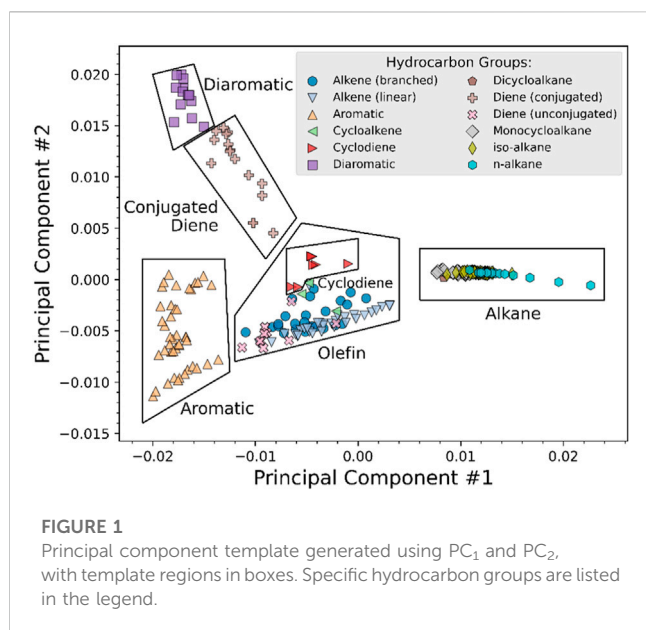 Principal Component #2
0.020
0.015
0.010
0.005
0.000
−0.005
−0.010
−0.015
Hydrocarbon Groups:
Alkene (branched)
Alkene (linear)
Aromatic
Cycloalkene
Cyclodiene
Diaromatic
Dicycloalkane
Diene (conjugated)
Diene (unconjugated)
Monocycloalkane
iso-alkane
n-alkane
Diaromatic
Conjugated
Diene
Cyclodiene
Olefin
Alkane
Aromatic
−0.02
−0.01
0.00
0.01
0.02
Principal Component #1
FIGURE 1
Principal component template generated using PC₁ and PC₂,
with template regions in boxes. Specific hydrocarbon groups are listed
in the legend.